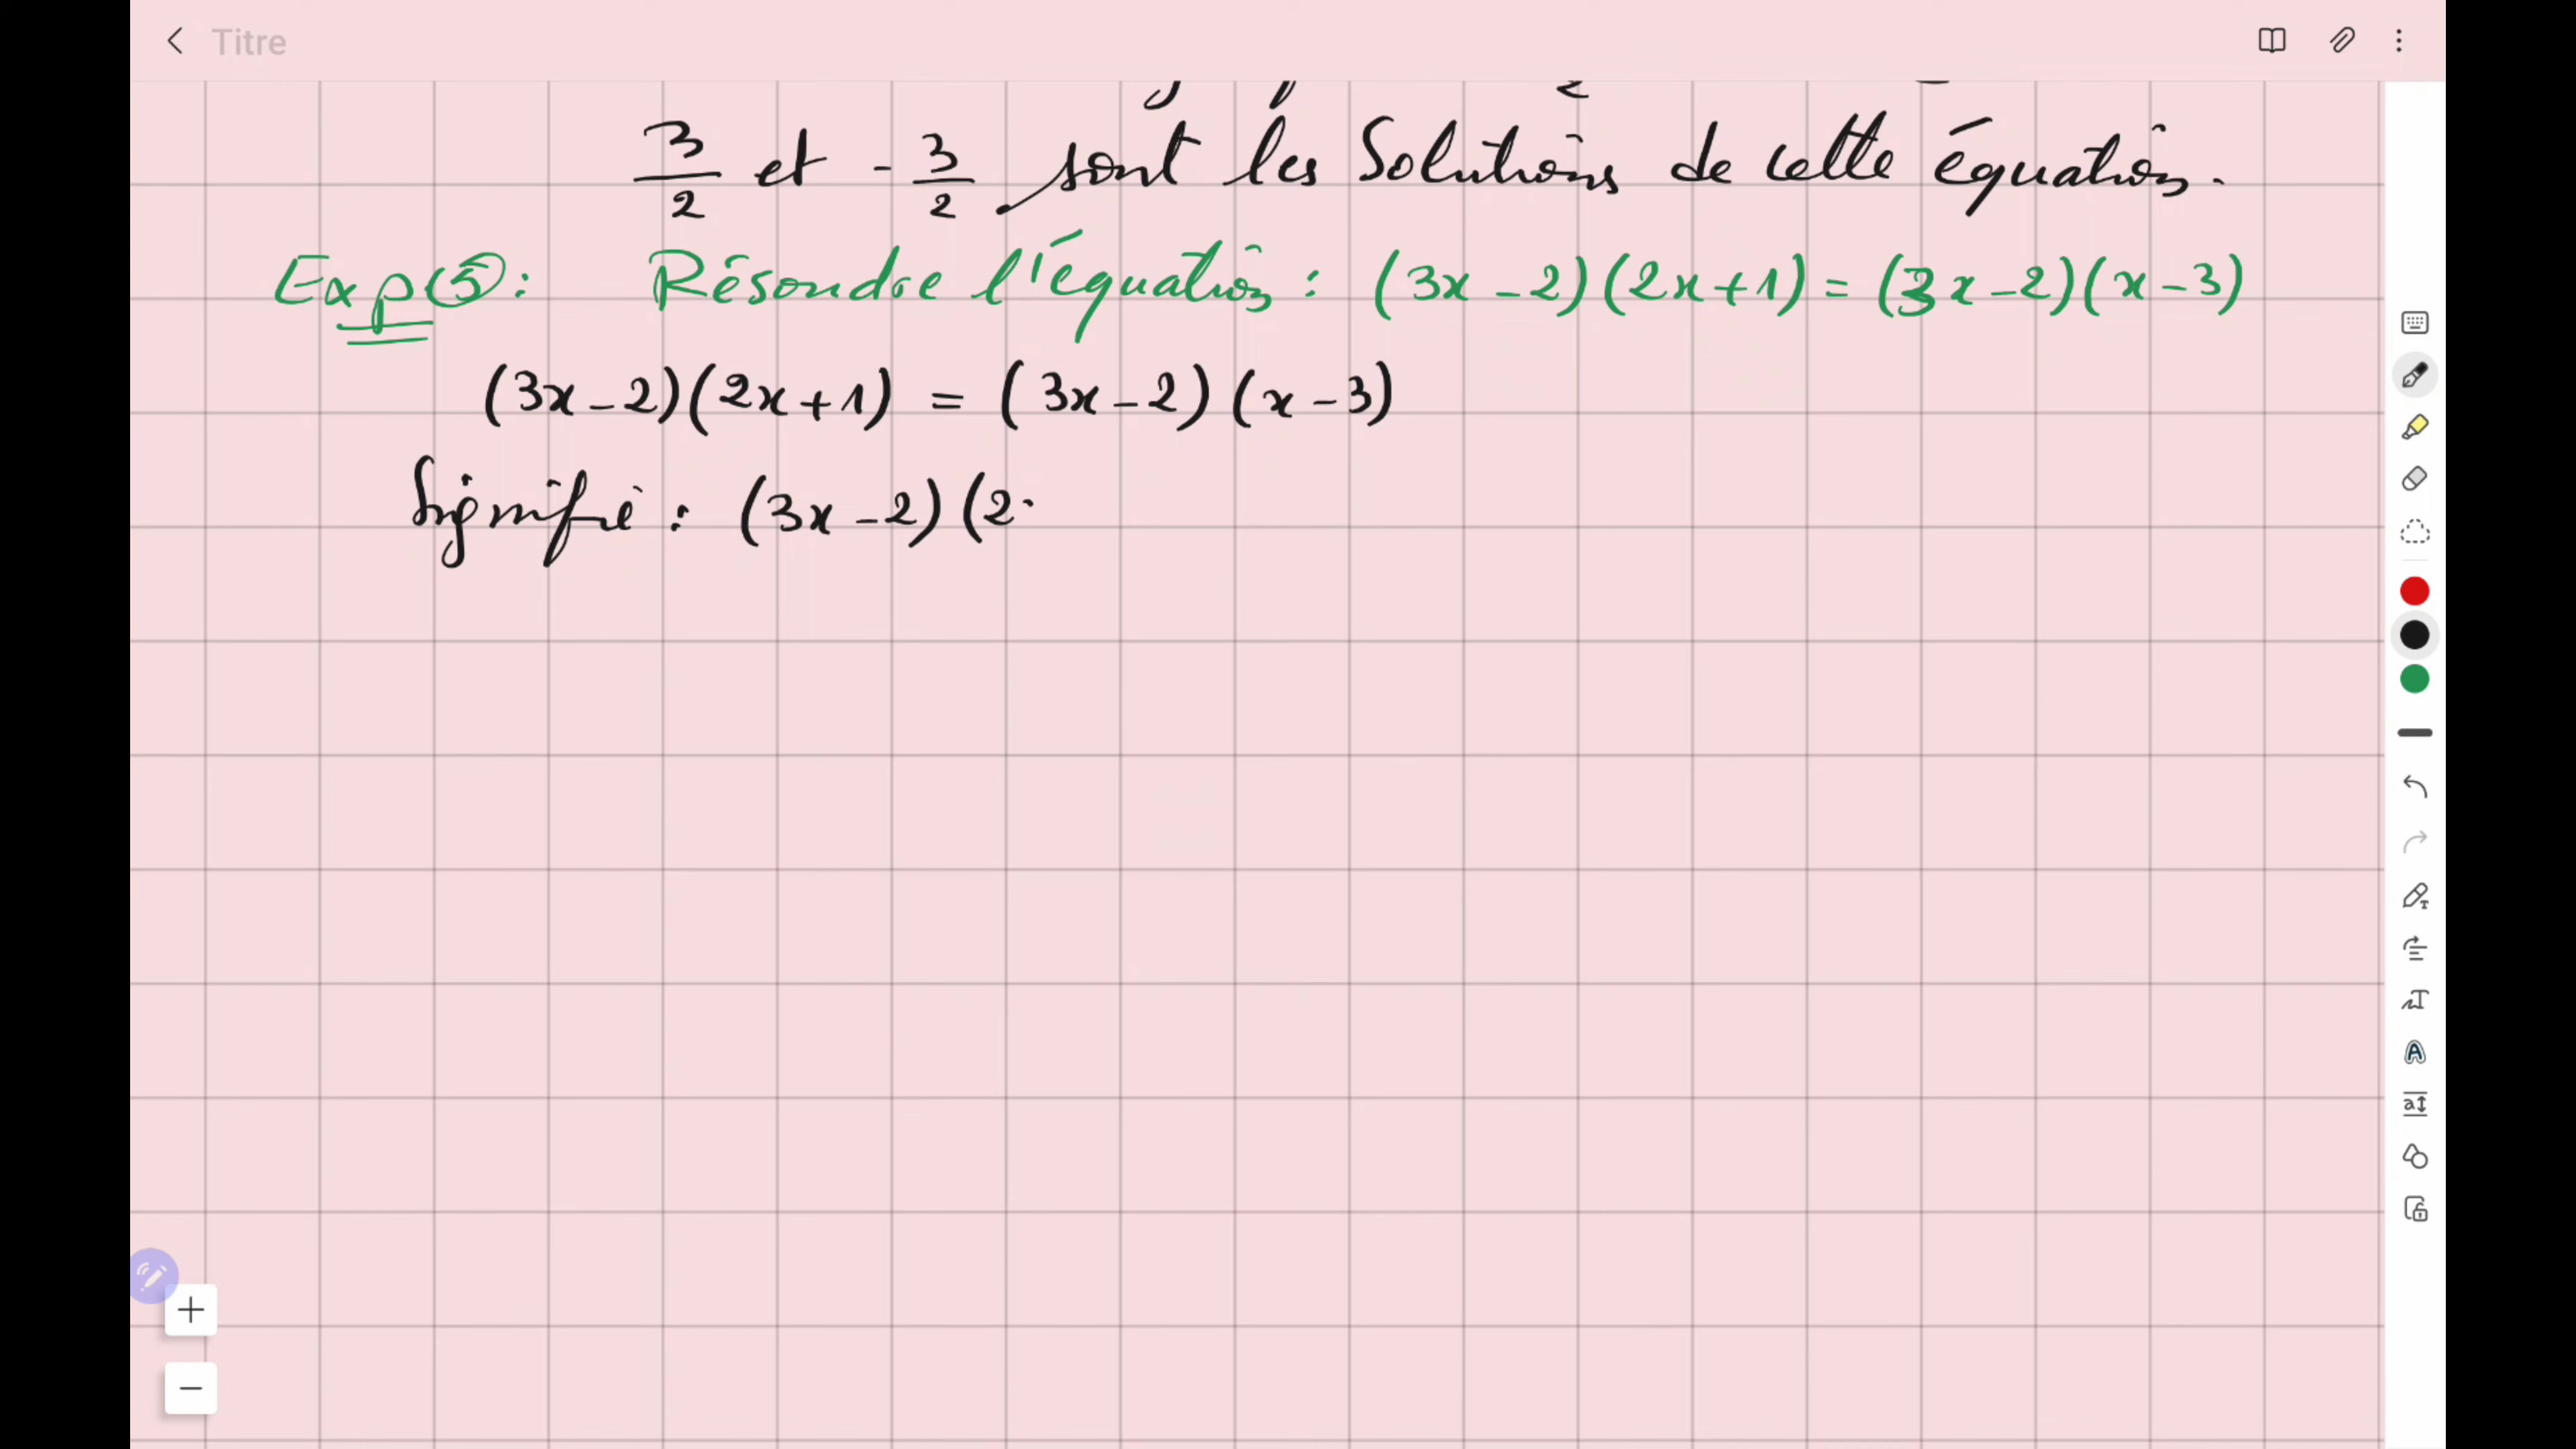 Titre
3/2 et -3/2 sont les Solutions de cette équation.
Exp(5): Résoudre l'équation : (3x-2)(2x+1) = (3x-2)(x-3)
(3x-2)(2x+1) = (3x-2)(x-3)
Signifie : (3x-2)(2